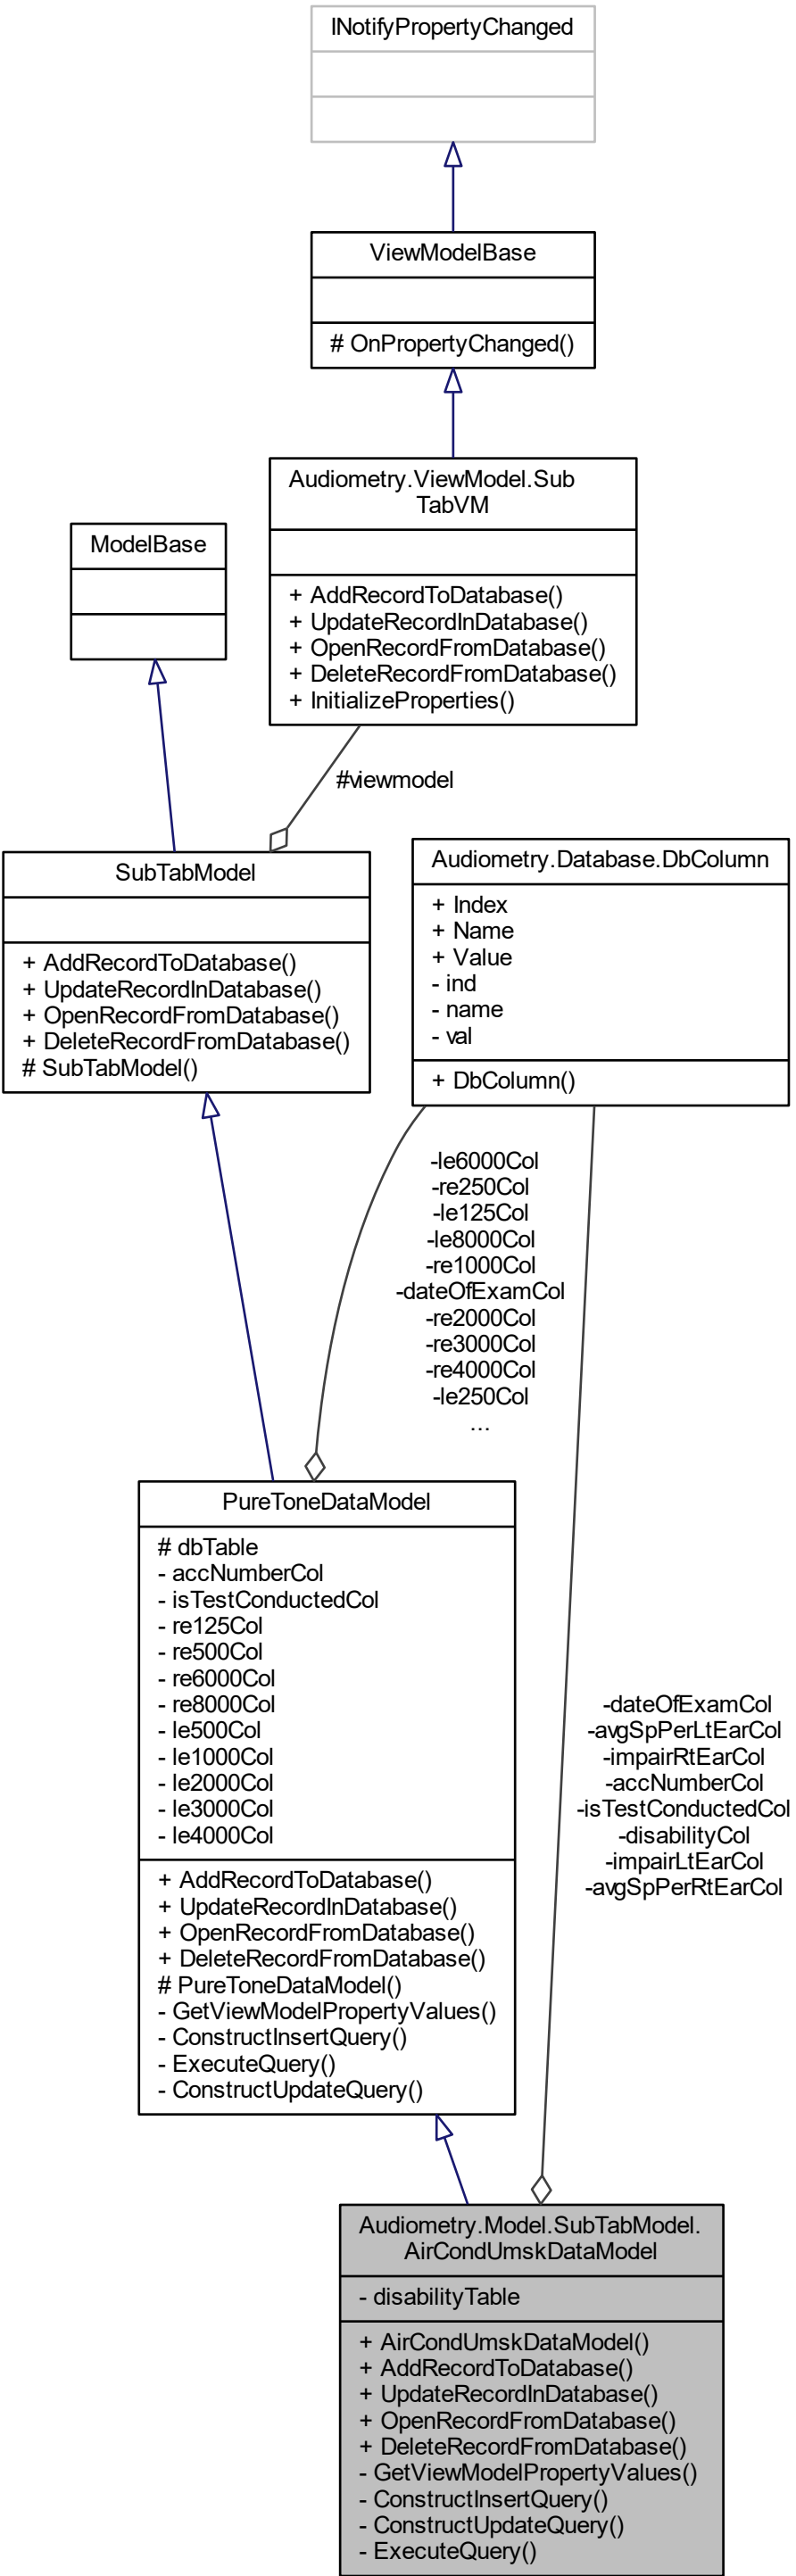 INotifyPropertyChanged
ViewModelBase
# OnPropertyChanged()
Audiometry.ViewModel.Sub
TabVM
+ AddRecordToDatabase()
+ UpdateRecordInDatabase()
+ OpenRecordFromDatabase()
+ DeleteRecordFromDatabase()
+ InitializeProperties()
ModelBase
#viewmodel
SubTabModel
+ AddRecordToDatabase()
+ UpdateRecordInDatabase()
+ OpenRecordFromDatabase()
+ DeleteRecordFromDatabase()
# SubTabModel()
Audiometry.Database.DbColumn
+ Index
+ Name
+ Value
- ind
- name
- val
+ DbColumn()
-le6000Col
-re250Col
-le125Col
-le8000Col
-re1000Col
-dateOfExamCol
-re2000Col
-re3000Col
-re4000Col
-le250Col
...
PureToneDataModel
# dbTable
- accNumberCol
- isTestConductedCol
- re125Col
- re500Col
- re6000Col
- re8000Col
- le500Col
- le1000Col
- le2000Col
- le3000Col
- le4000Col
+ AddRecordToDatabase()
+ UpdateRecordInDatabase()
+ OpenRecordFromDatabase()
+ DeleteRecordFromDatabase()
# PureToneDataModel()
- GetViewModelPropertyValues()
- ConstructInsertQuery()
- ExecuteQuery()
- ConstructUpdateQuery()
-dateOfExamCol
-avgSpPerLtEarCol
-impairRtEarCol
-accNumberCol
-isTestConductedCol
-disabilityCol
-impairLtEarCol
-avgSpPerRtEarCol
Audiometry.Model.SubTabModel.
AirCondUmskDataModel
- disabilityTable
+ AirCondUmskDataModel()
+ AddRecordToDatabase()
+ UpdateRecordInDatabase()
+ OpenRecordFromDatabase()
+ DeleteRecordFromDatabase()
- GetViewModelPropertyValues()
- ConstructInsertQuery()
- ConstructUpdateQuery()
- ExecuteQuery()